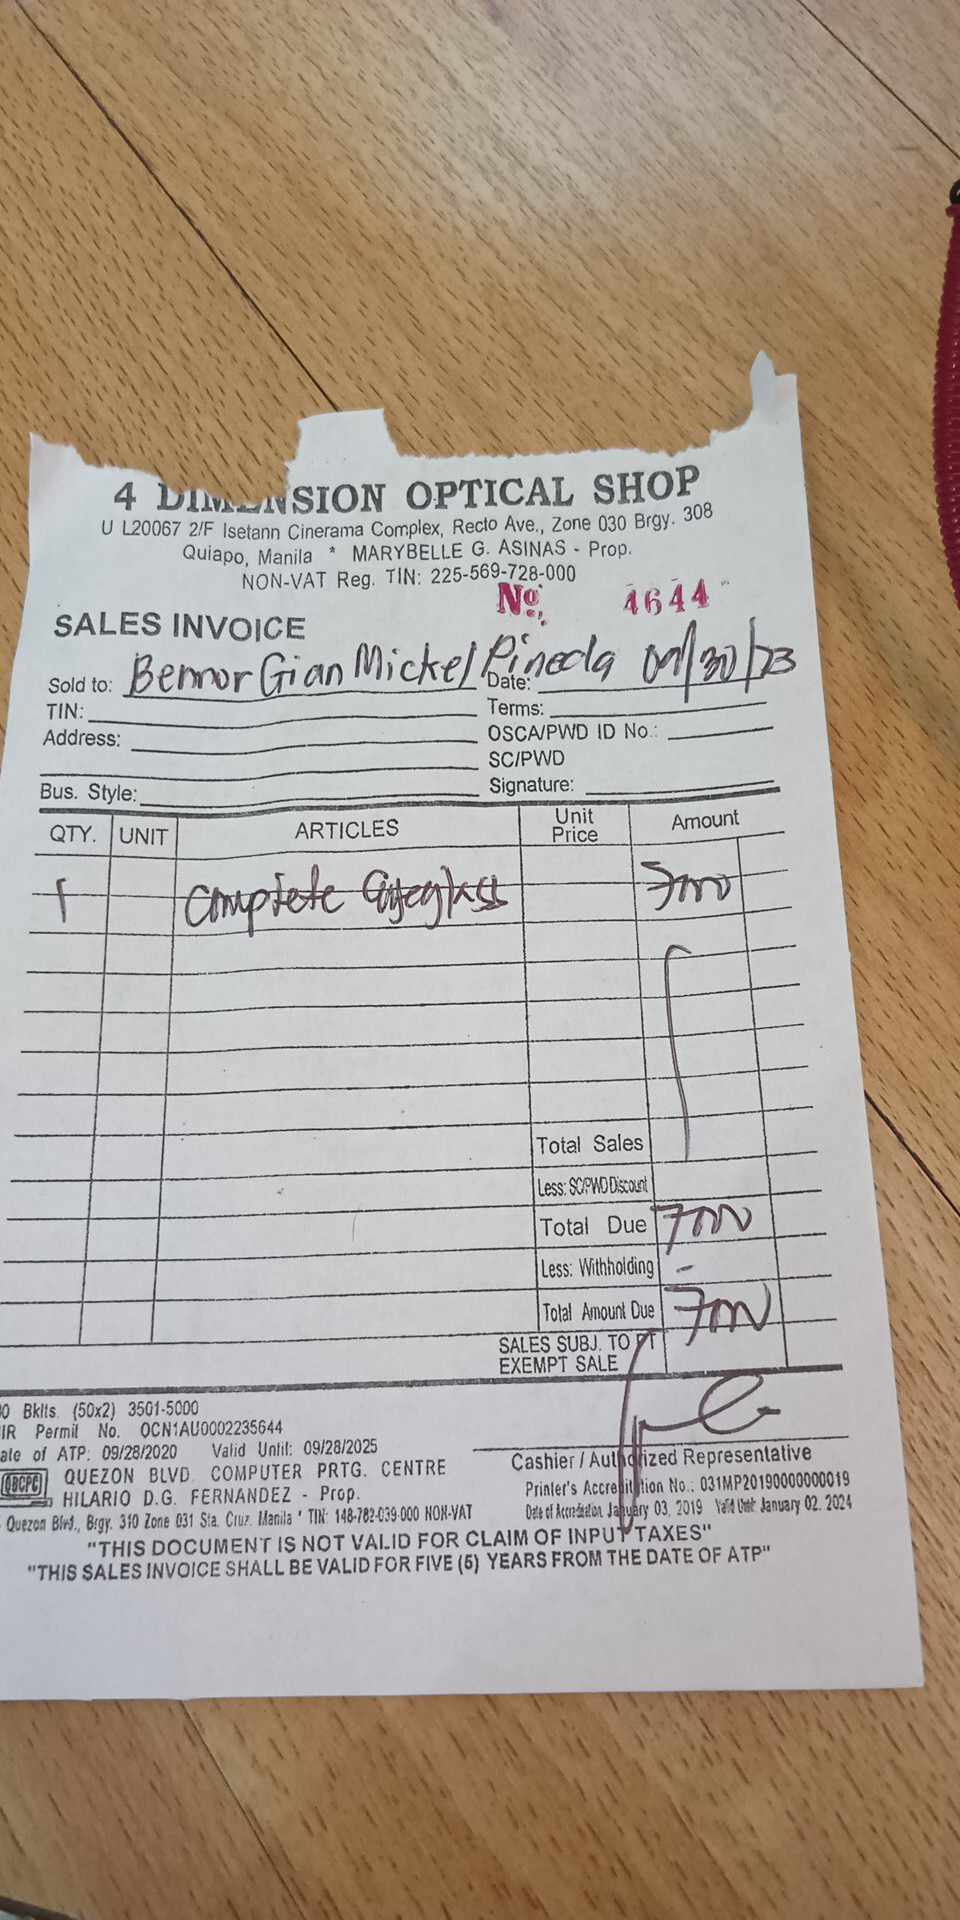 4 DIMENSION OPTICAL SHOP
U L20067 2/F Isetann Cinerama Complex, Recto Ave., Zone 030 Brgy. 308
Quiapo, Manila * MARYBELLE G. ASINAS - Prop.
NON-VAT Reg. TIN: 225-569-728-000
No. 4644
SALES INVOICE
Sold to: Bennor Gian Mickel Pineda Date: 09/30/23
TIN: Terms:
Address: OSCA/PWD ID No.:
SC/PWD
Bus. Style: Signature:
QTY. UNIT ARTICLES Unit Price Amount
1 Complete Eyeglass 7000
Total Sales
Less: SC/PWD Discount
Total Due 7000
Less: Withholding -
Total Amount Due 7000
SALES SUBJ. TO PT
EXEMPT SALE
0 Bklts. (50x2) 3501-5000
IR Permit No. OCN1AU0002235644
ate of ATP: 09/28/2020 Valid Until: 09/28/2025
QBCPC QUEZON BLVD. COMPUTER PRTG. CENTRE
HILARIO D.G. FERNANDEZ - Prop.
Quezon Blvd., Brgy. 310 Zone 031 Sta. Cruz. Manila * TIN: 148-782-039-000 NON-VAT
Cashier / Authorized Representative
Printer's Accreditation No.: 031MP20190000000019
Date of Accreditation: January 03, 2019 Valid Until: January 02, 2024
"THIS DOCUMENT IS NOT VALID FOR CLAIM OF INPUT TAXES"
"THIS SALES INVOICE SHALL BE VALID FOR FIVE (5) YEARS FROM THE DATE OF ATP"